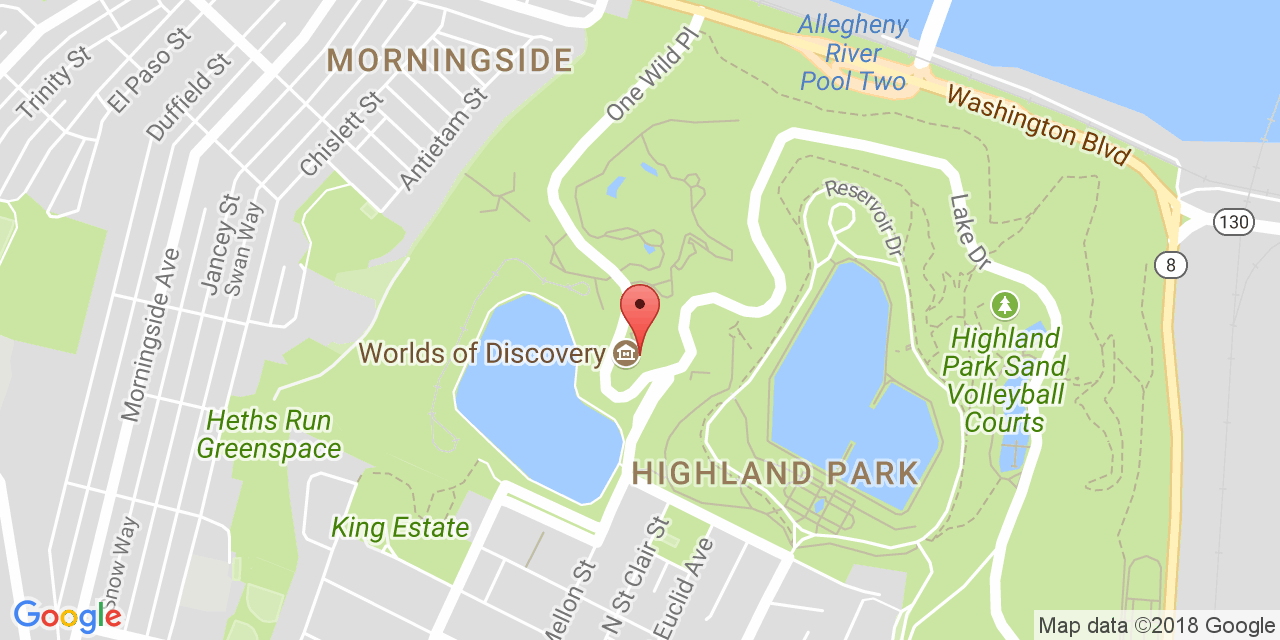 Allegheny
River
Pool Two
MORNINGSIDE
One Wild Pl
Trinity St
El Paso St
Duffield St
Chislett St
Antietam St
Washington Blvd
Reservoir Dr
Lake Dr
130
8
Jancey St
Swan Way
Morningside Ave
Worlds of Discovery
Highland
Park Sand
Volleyball
Courts
Heths Run
Greenspace
HIGHLAND PARK
King Estate
Snow Way
Mellon St
N St Clair St
Euclid Ave
Google
Map data ©2018 Google